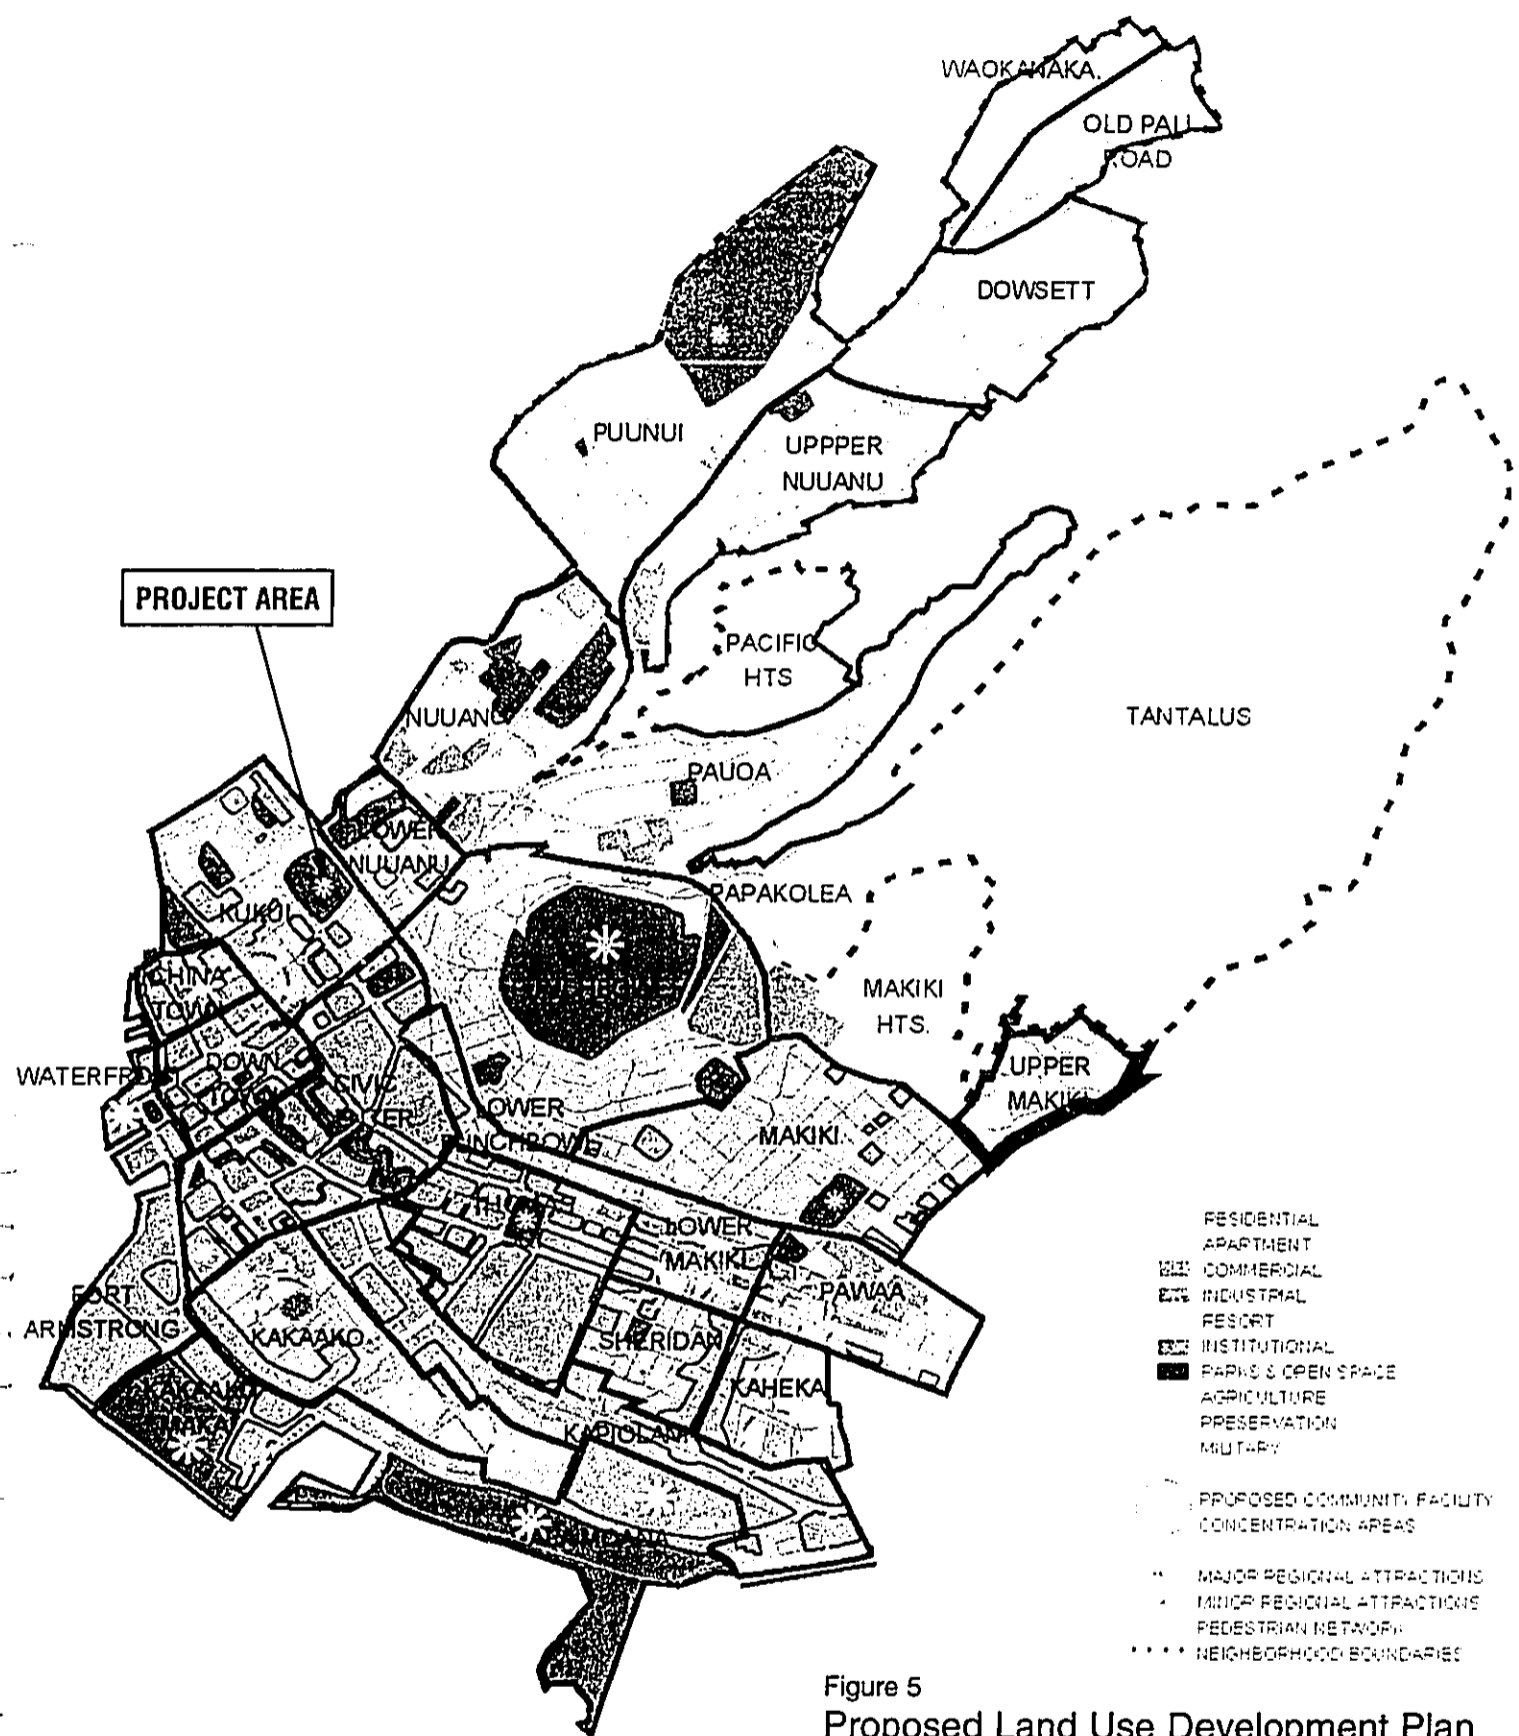 WAOKANAKA.
OLD PALI
ROAD
DOWSETT
PUUNUI
UPPPER
NUUANU
PROJECT AREA
PACIFIC
HTS
NUUANU
TANTALUS
PAUOA
LOWER
NUUANU
PAPAKOLEA
KUKUI
CHINA
TOWN
MAKIKI
HTS.
WATERFRONT
DOWN
TOWN
CIVIC
CENTER
UPPER
MAKIKI
LOWER
PUNCHBOWL
MAKIKI
LOWER
MAKIKI
PAWAA
FORT
ARMSTRONG
KAKAAKO
SHERIDAN
KAHEKA
KAKAAKO
MAKAI
KAPIOLANI
ALA MOANA
RESIDENTIAL
APARTMENT
COMMERCIAL
INDUSTRIAL
RESORT
INSTITUTIONAL
PARKS & OPEN SPACE
AGRICULTURE
PRESERVATION
MILITARY
PROPOSED COMMUNITY FACILITY
CONCENTRATION AREAS
MAJOR REGIONAL ATTRACTIONS
MINOR REGIONAL ATTRACTIONS
PEDESTRIAN NETWORK
NEIGHBORHOOD BOUNDARIES
Figure 5
Proposed Land Use Development Plan